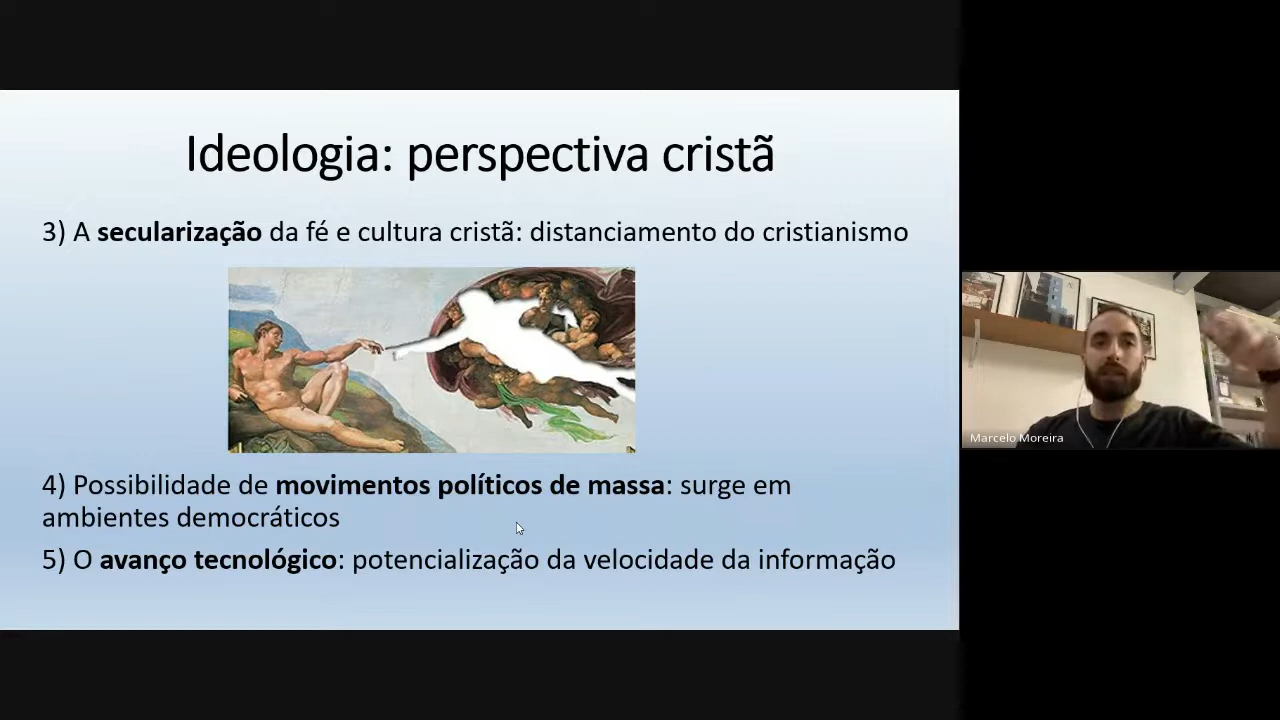 Ideologia: perspectiva cristã
3) A secularização da fé e cultura cristã: distanciamento do cristianismo
4) Possibilidade de movimentos políticos de massa: surge em
ambientes democráticos
5) O avanço tecnológico: potencialização da velocidade da informação
Marcelo Moreira